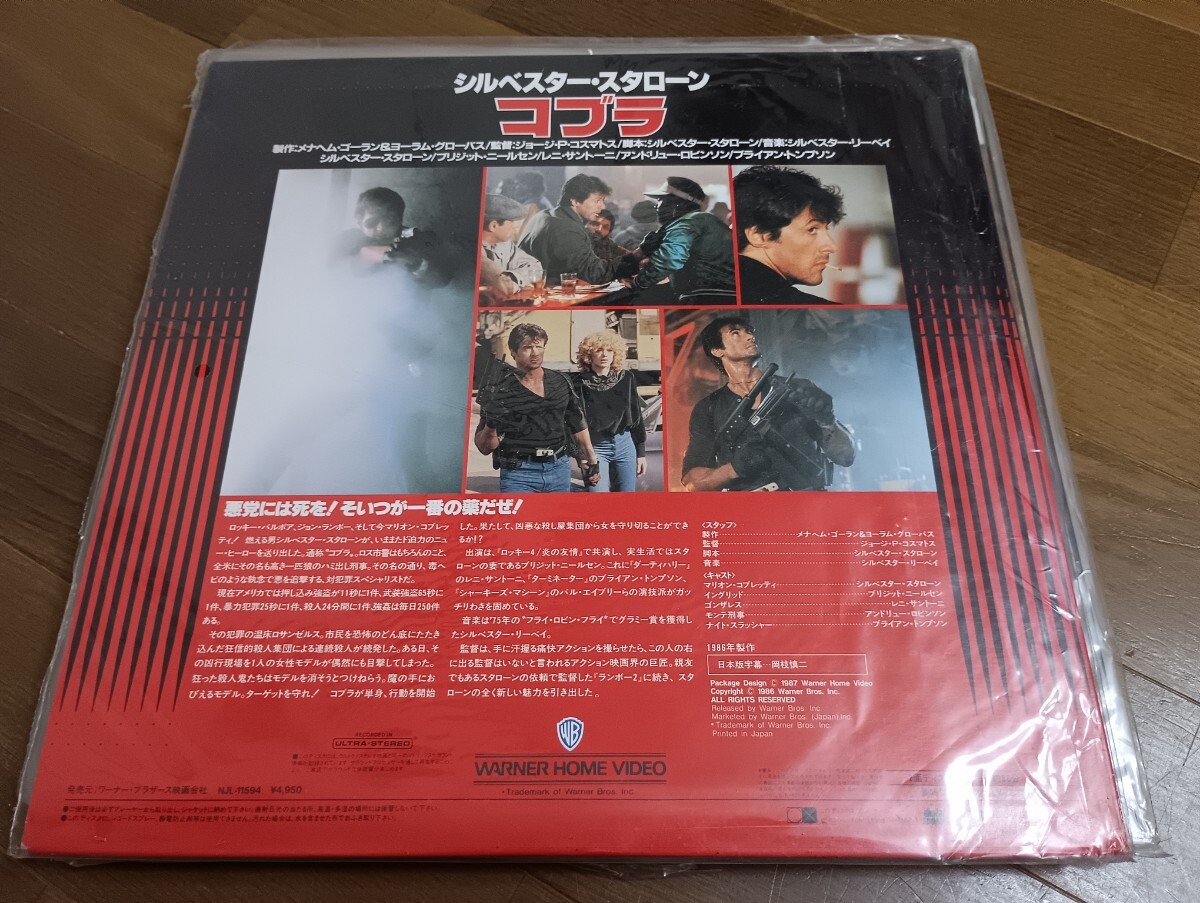 シルベスター・スタローン
コブラ
製作:メナヘム・ゴーラン&ヨーラム・グローバス/監督:ジョージ・P・コスマトス/脚本:シルベスター・スタローン/音楽:シルベスター・リーベイ
シルベスター・スタローン/ブリジット・ニールセン/レニ・サントーニ/アンドリュー・ロビンソン/ブライアン・トンプソン
悪党には死を!そいつが一番の薬だぜ!
ロッキー・バルボア、ジョン・ランボー、そして今マリオン・コブレッ
ティ! 燃える男シルベスター・スタローンが、いままたド迫力のニュ
ー・ヒーローを送り出した。通称“コブラ”。ロス市警はもちろんのこと、
全米にその名も高き一匹狼のハミ出し刑事。その名の通り、毒ヘ
ビのような執念で悪を追撃する、対犯罪スペシャリストだ。
現在アメリカでは押し込み強盗が11秒に1件、武装強盗65秒に
1件、暴力犯罪25秒に1件、殺人24分間に1件、強姦は毎日250件
ある。
その犯罪の温床ロサンゼルス。市民を恐怖のどん底にたたき
込んだ狂信的殺人集団による連続殺人が続発した。ある日、そ
の凶行現場を1人の女性モデルが偶然にも目撃してしまった。
狂った殺人鬼たちはモデルを消そうとつけねらう。魔の手にお
びえるモデル。ターゲットを守れ! コブラが単身、行動を開始
した。果たして、凶悪な殺し屋集団から女を守り切ることができ
るか!?
出演は、「ロッキー4/炎の友情」で共演し、実生活ではスタ
ローンの妻であるブリジット・ニールセン。これに「ダーティハリー」
のレニ・サントーニ、「ターミネーター」のブライアン・トンプソン、
「シャーキーズ・マシーン」のバル・エイブリーらの演技派がガッ
チリわきを固めている。
音楽は'75年の“フライ・ロビン・フライ”でグラミー賞を獲得し
たシルベスター・リーベイ。
監督は、手に汗握る痛快アクションを撮らせたら、この人の右
に出る監督はいないと言われるアクション映画界の巨匠。親友
でもあるスタローンの依頼で監督した「ランボー2」に続き、スタ
ローンの全く新しい魅力を引き出した。
〈スタッフ〉
製作 メナヘム・ゴーラン&ヨーラム・グローバス
監督 ジョージ・P・コスマトス
脚本 シルベスター・スタローン
音楽 シルベスター・リーベイ
〈キャスト〉
マリオン・コブレッティ シルベスター・スタローン
イングリッド ブリジット・ニールセン
ゴンザレス レニ・サントーニ
モンテ刑事 アンドリュー・ロビンソン
ナイト・スラッシャー ブライアン・トンプソン
1986年製作
日本版字幕…岡枝慎二
Package Design © 1987 Warner Home Video
Copyright © 1986 Warner Bros. Inc.
ALL RIGHTS RESERVED
Released by Warner Bros. Inc.
Marketed by Warner Bros. (Japan) Inc.
*Trademark of Warner Bros. Inc.
Printed in Japan
RECORDED IN
ULTRA-STEREO
WB
WARNER HOME VIDEO
*Trademark of Warner Bros. Inc.
発売元:ワーナー・ブラザース映画会社 NJL-11594 ¥4,950